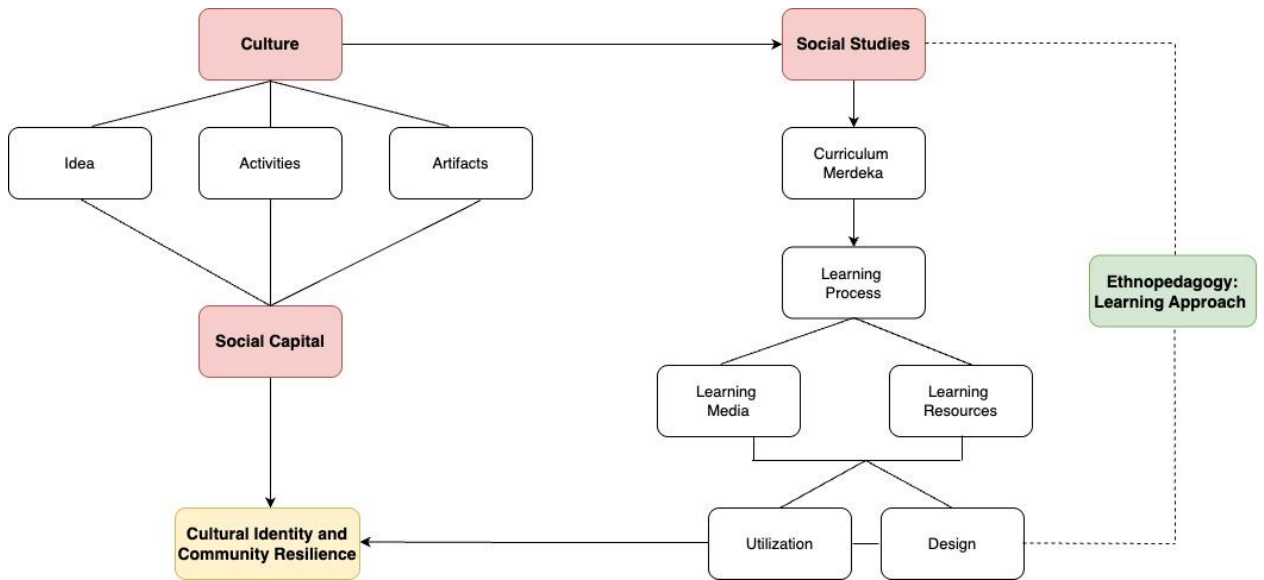 Culture
Social Studies
Idea
Activities
Artifacts
Curriculum
Merdeka
Learning
Process
Ethnopedagogy:
Learning Approach
Social Capital
Learning
Media
Learning
Resources
Cultural Identity and
Community Resilience
Utilization
Design